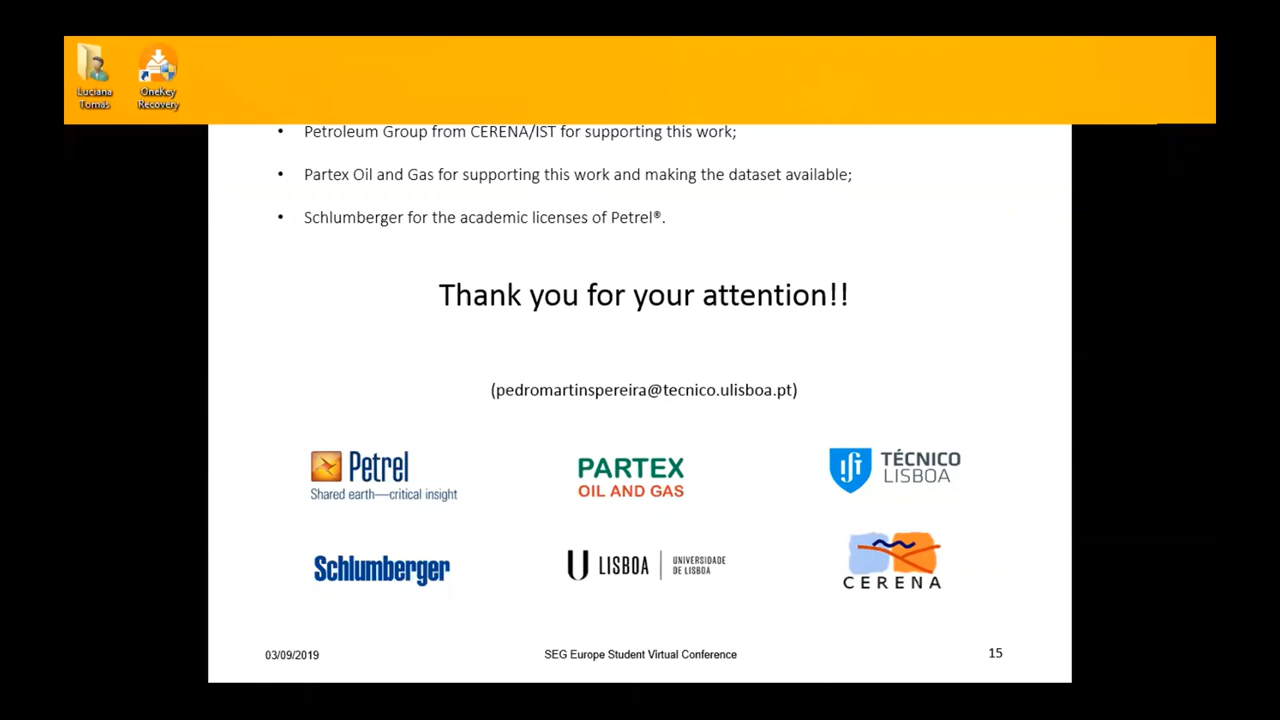 Luciana
Tomás
OneKey
Recovery
• Petroleum Group from CERENA/IST for supporting this work;
• Partex Oil and Gas for supporting this work and making the dataset available;
• Schlumberger for the academic licenses of Petrel®.
Thank you for your attention!!
(pedromartinspereira@tecnico.ulisboa.pt)
Petrel
Shared earth—critical insight
PARTEX
OIL AND GAS
TÉCNICO
LISBOA
Schlumberger
U LISBOA | UNIVERSIDADE
DE LISBOA
CERENA
03/09/2019
SEG Europe Student Virtual Conference
15